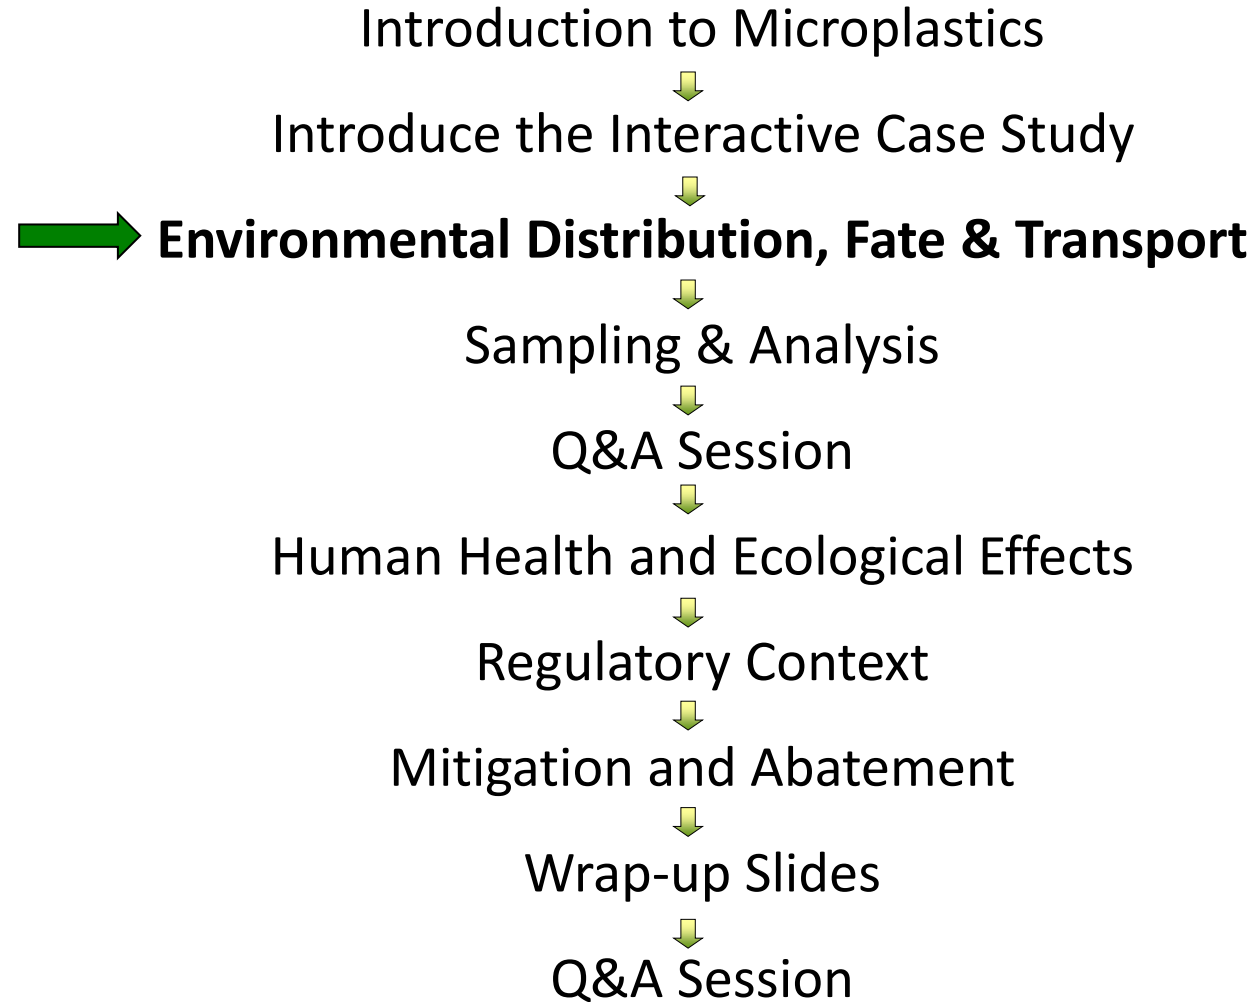 Introduction to Microplastics
Introduce the Interactive Case Study
Environmental Distribution, Fate & Transport
Sampling & Analysis
Q&A Session
Human Health and Ecological Effects
Regulatory Context
Mitigation and Abatement
Wrap-up Slides
Q&A Session